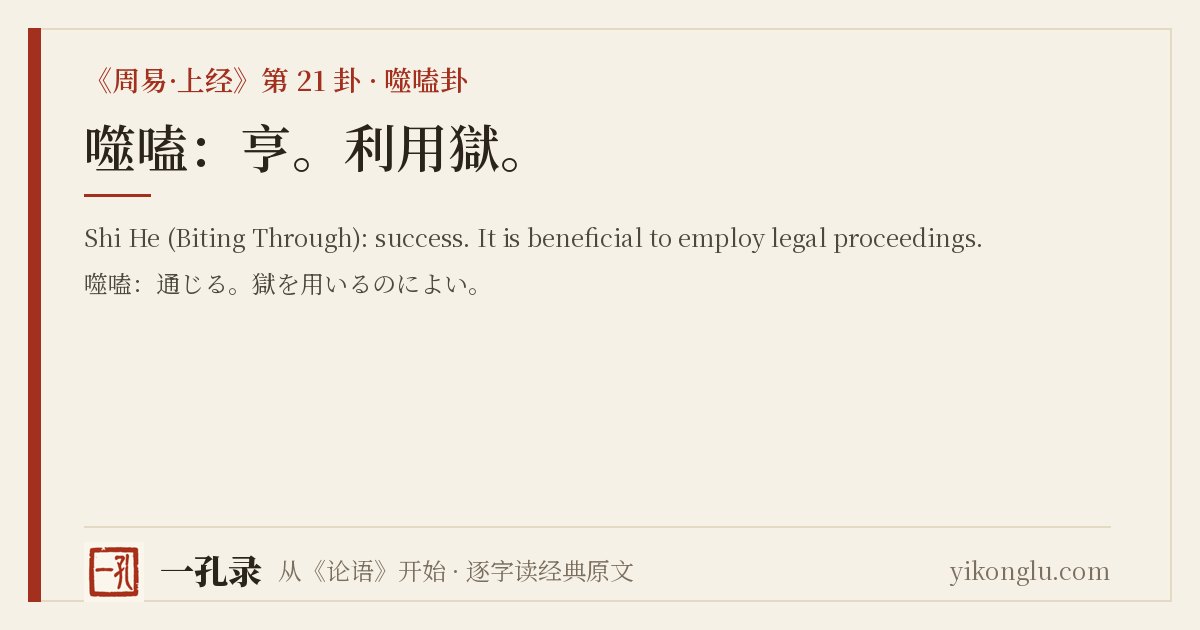 《周易·上经》第 21 卦 · 噬嗑卦
噬嗑：亨。利用獄。
Shi He (Biting Through): success. It is beneficial to employ legal proceedings.
噬嗑：通じる。獄を用いるのによい。
一孔
一孔录 从《论语》开始 · 逐字读经典原文
yikonglu.com